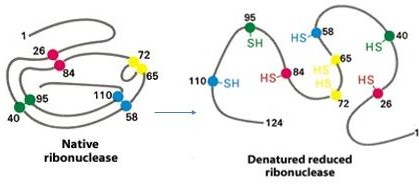 1
26
84
72
65
110
58
95
40
Native
ribonuclease
95
SH
HS 58
40
HS
65
HS
HS
72
HS 84
110 SH
HS
26
124
1
Denatured reduced
ribonuclease